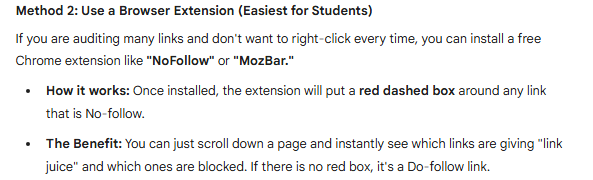 Method 2: Use a Browser Extension (Easiest for Students)
If you are auditing many links and don't want to right-click every time, you can install a free
Chrome extension like "NoFollow" or "MozBar."
• How it works: Once installed, the extension will put a red dashed box around any link
that is No-follow.
• The Benefit: You can just scroll down a page and instantly see which links are giving "link
juice" and which ones are blocked. If there is no red box, it's a Do-follow link.